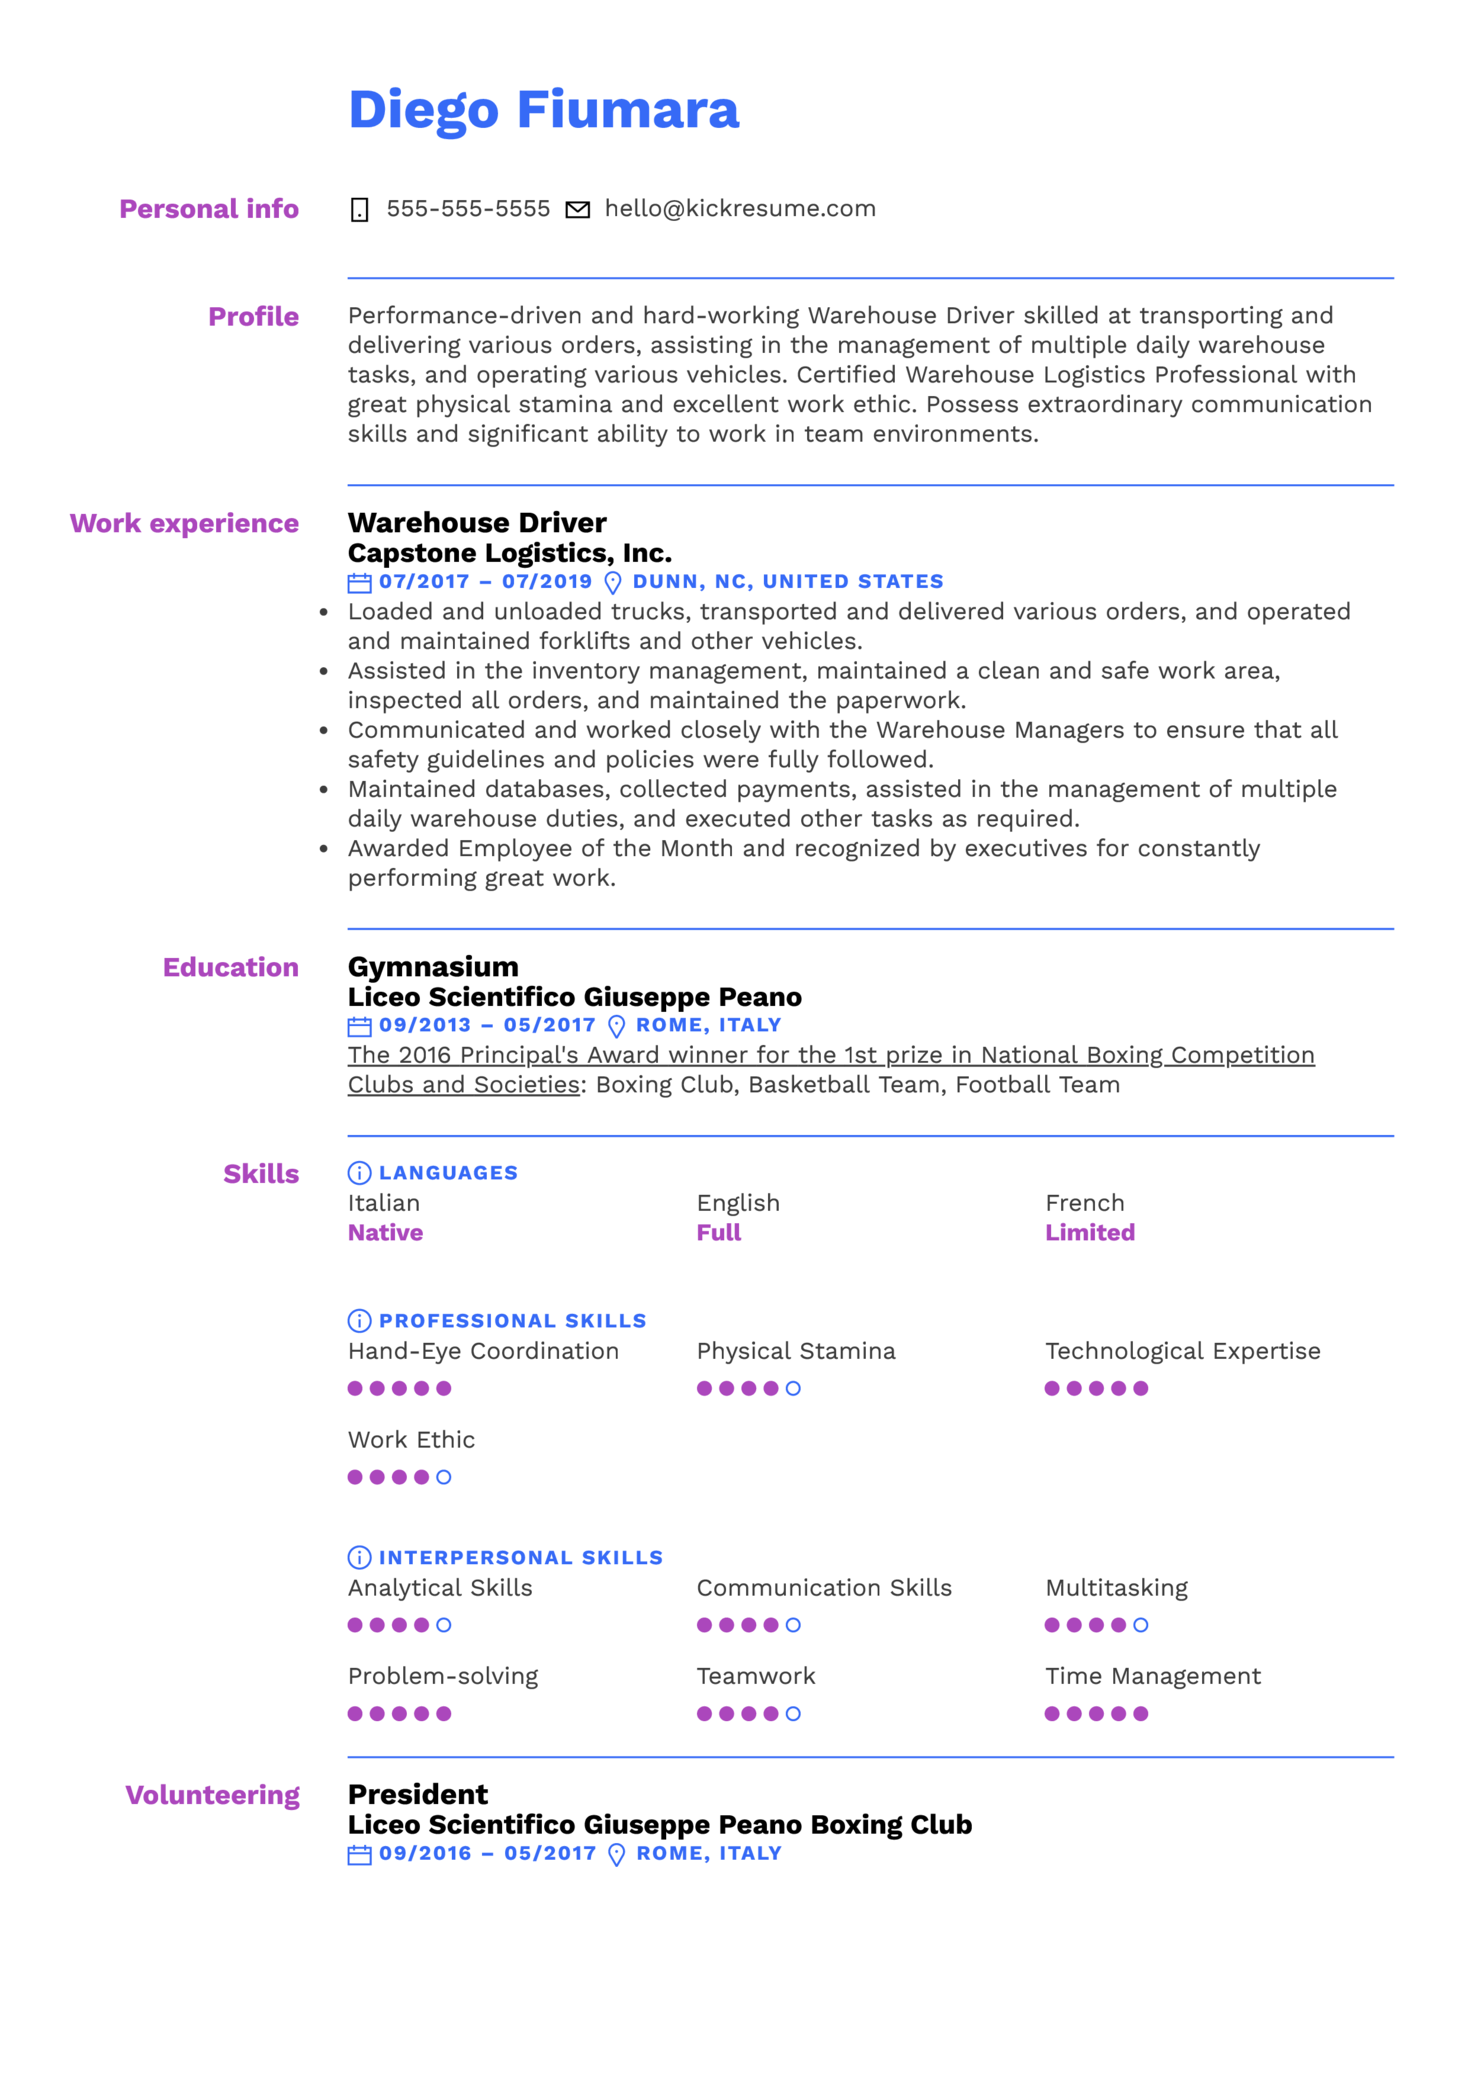 Diego Fiumara
Personal info
555-555-5555 hello@kickresume.com
Profile
Performance-driven and hard-working Warehouse Driver skilled at transporting and
delivering various orders, assisting in the management of multiple daily warehouse
tasks, and operating various vehicles. Certified Warehouse Logistics Professional with
great physical stamina and excellent work ethic. Possess extraordinary communication
skills and significant ability to work in team environments.
Work experience
Warehouse Driver
Capstone Logistics, Inc.
07/2017 – 07/2019 DUNN, NC, UNITED STATES
• Loaded and unloaded trucks, transported and delivered various orders, and operated
and maintained forklifts and other vehicles.
• Assisted in the inventory management, maintained a clean and safe work area,
inspected all orders, and maintained the paperwork.
• Communicated and worked closely with the Warehouse Managers to ensure that all
safety guidelines and policies were fully followed.
• Maintained databases, collected payments, assisted in the management of multiple
daily warehouse duties, and executed other tasks as required.
• Awarded Employee of the Month and recognized by executives for constantly
performing great work.
Education
Gymnasium
Liceo Scientifico Giuseppe Peano
09/2013 – 05/2017 ROME, ITALY
The 2016 Principal's Award winner for the 1st prize in National Boxing Competition
Clubs and Societies: Boxing Club, Basketball Team, Football Team
Skills
LANGUAGES
Italian English French
Native Full Limited
PROFESSIONAL SKILLS
Hand-Eye Coordination Physical Stamina Technological Expertise
Work Ethic
INTERPERSONAL SKILLS
Analytical Skills Communication Skills Multitasking
Problem-solving Teamwork Time Management
Volunteering
President
Liceo Scientifico Giuseppe Peano Boxing Club
09/2016 – 05/2017 ROME, ITALY